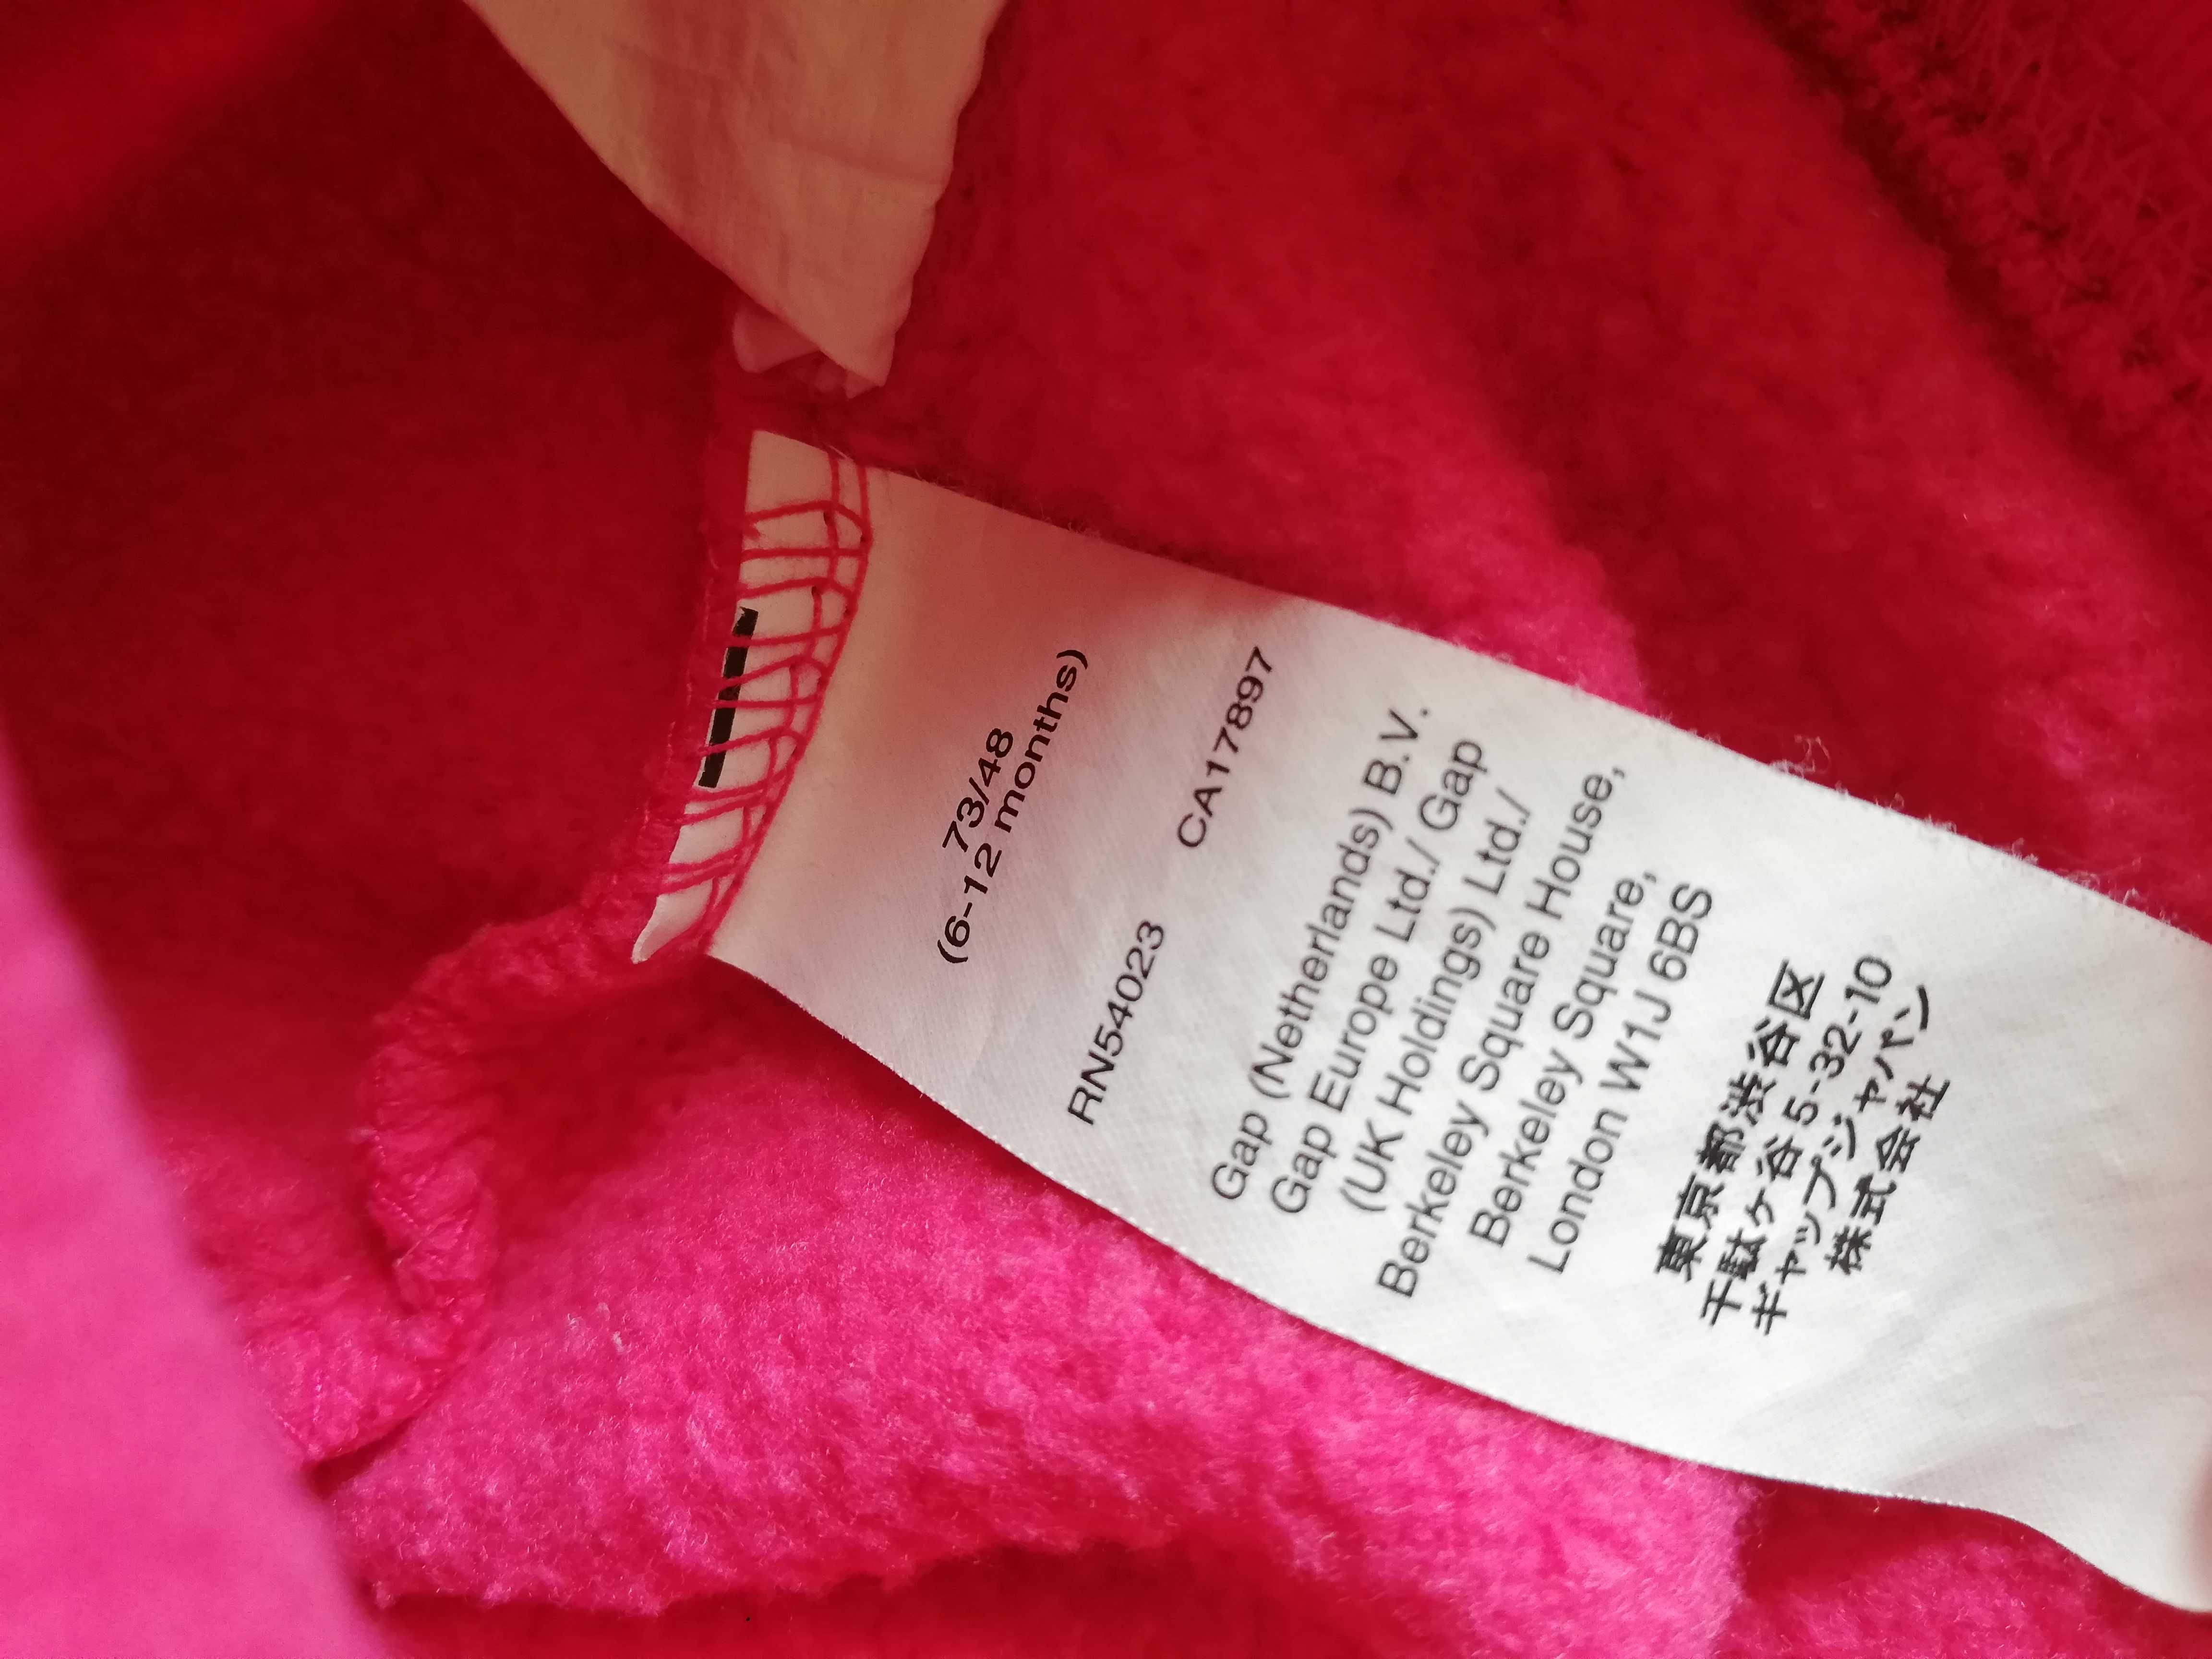 73/48
(6-12 months)
RN54023 CA17897
Gap (Netherlands) B.V.
Gap Europe Ltd./ Gap
(UK Holdings) Ltd./
Berkeley Square House,
Berkeley Square,
London W1J 6BS
東京都渋谷区
千駄ヶ谷 5-32-10
ギャップジャパン
株式会社